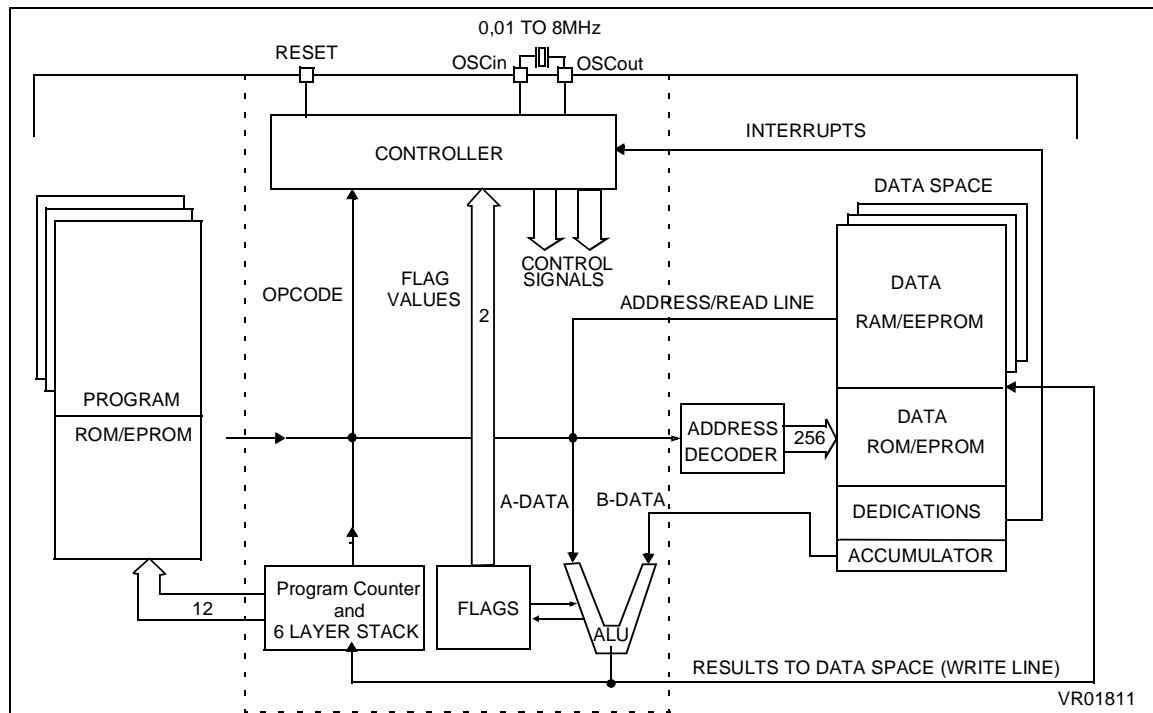 0,01 TO 8MHz
RESET
OSCin
OSCout
INTERRUPTS
CONTROLLER
DATA SPACE
CONTROL
SIGNALS
OPCODE
FLAG
VALUES
2
ADDRESS/READ LINE
DATA
RAM/EEPROM
PROGRAM
ROM/EPROM
ADDRESS
DECODER
256
DATA
ROM/EPROM
A-DATA
B-DATA
DEDICATIONS
ACCUMULATOR
12
Program Counter
and
6 LAYER STACK
FLAGS
ALU
RESULTS TO DATA SPACE (WRITE LINE)
VR01811